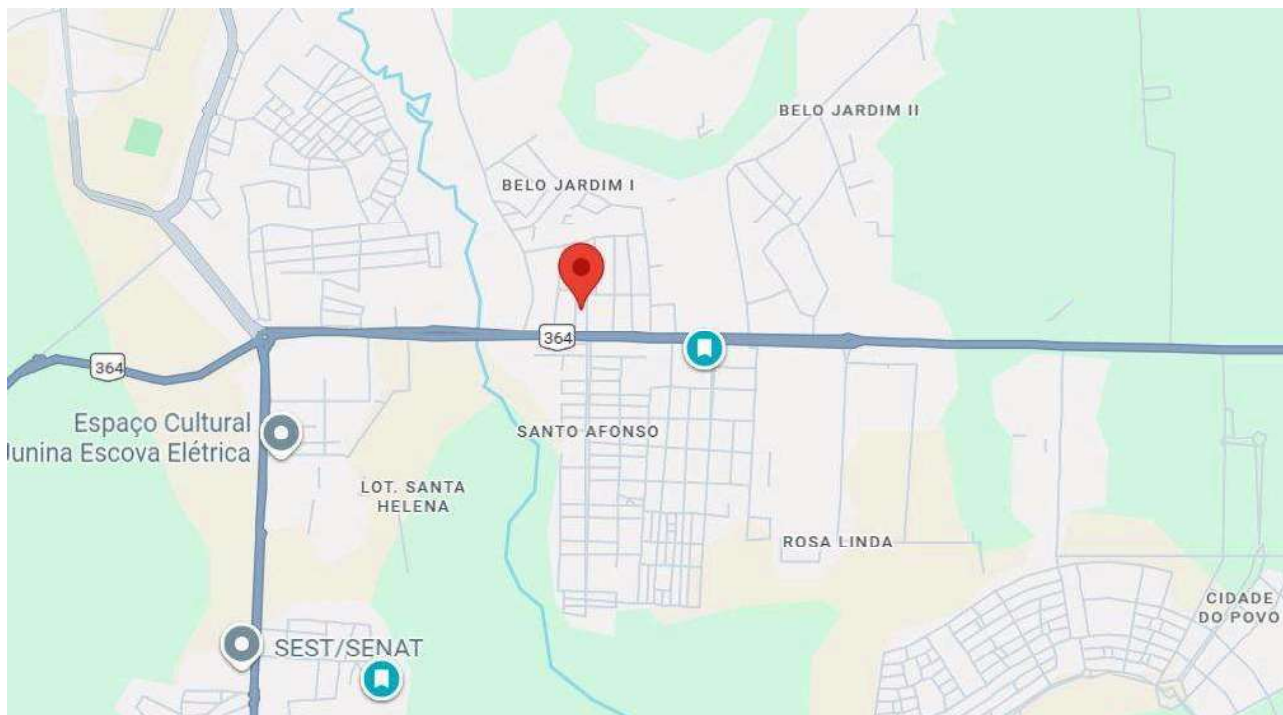 BELO JARDIM II
BELO JARDIM I
364
364
Espaço Cultural
Junina Escova Elétrica
SANTO AFONSO
LOT. SANTA
HELENA
ROSA LINDA
CIDADE
DO POVO
SEST/SENAT